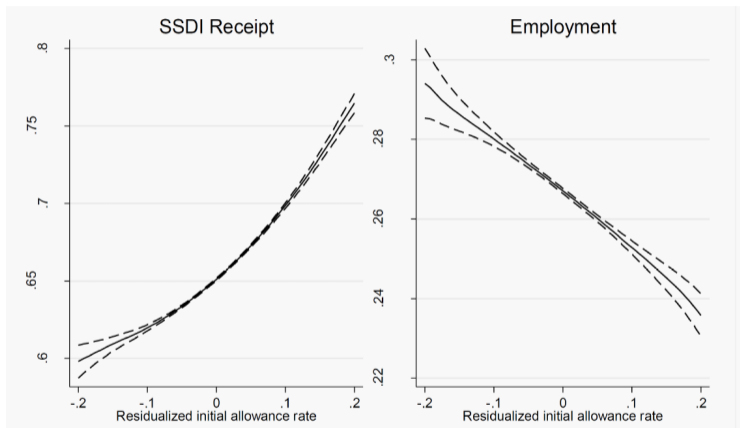 SSDI Receipt
.8
.75
.7
.65
.6
-.2 -.1 0 .1 .2
Residualized initial allowance rate
Employment
.3
.28
.26
.24
.22
-.2 -.1 0 .1 .2
Residualized initial allowance rate